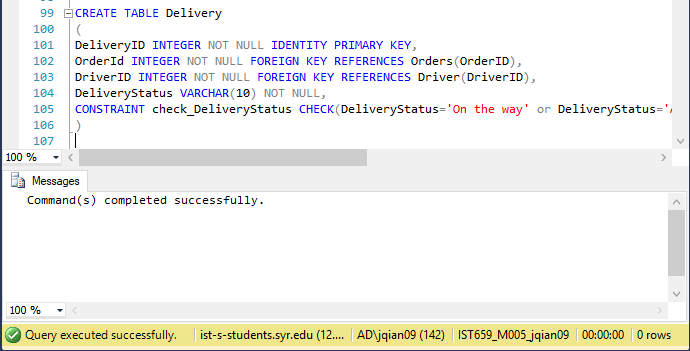 99 CREATE TABLE Delivery
100 (
101 DeliveryID INTEGER NOT NULL IDENTITY PRIMARY KEY,
102 OrderId INTEGER NOT NULL FOREIGN KEY REFERENCES Orders(OrderID),
103 DriverID INTEGER NOT NULL FOREIGN KEY REFERENCES Driver(DriverID),
104 DeliveryStatus VARCHAR(10) NOT NULL,
105 CONSTRAINT check_DeliveryStatus CHECK(DeliveryStatus='On the way' or DeliveryStatus='
106 )
107
100 %
Messages
Command(s) completed successfully.
100 %
Query executed successfully. ist-s-students.syr.edu (12.... AD\jqian09 (142) IST659_M005_jqian09 00:00:00 0 rows